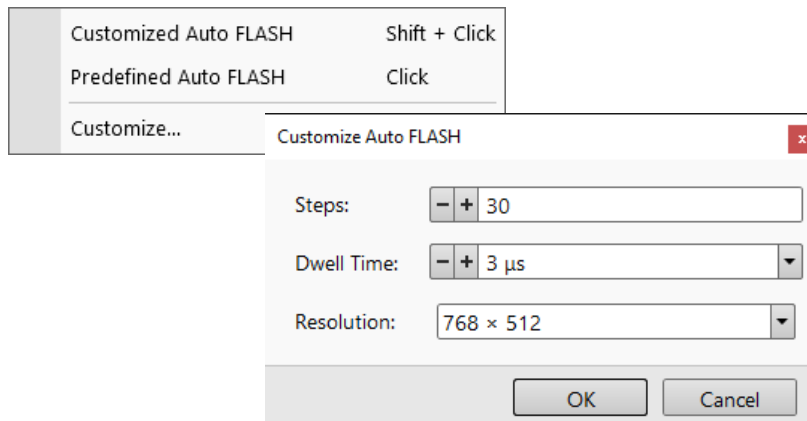 Customized Auto FLASH Shift + Click
Predefined Auto FLASH Click
Customize...
Customize Auto FLASH x
Steps: − + 30
Dwell Time: − + 3 µs
Resolution: 768 × 512
OK Cancel